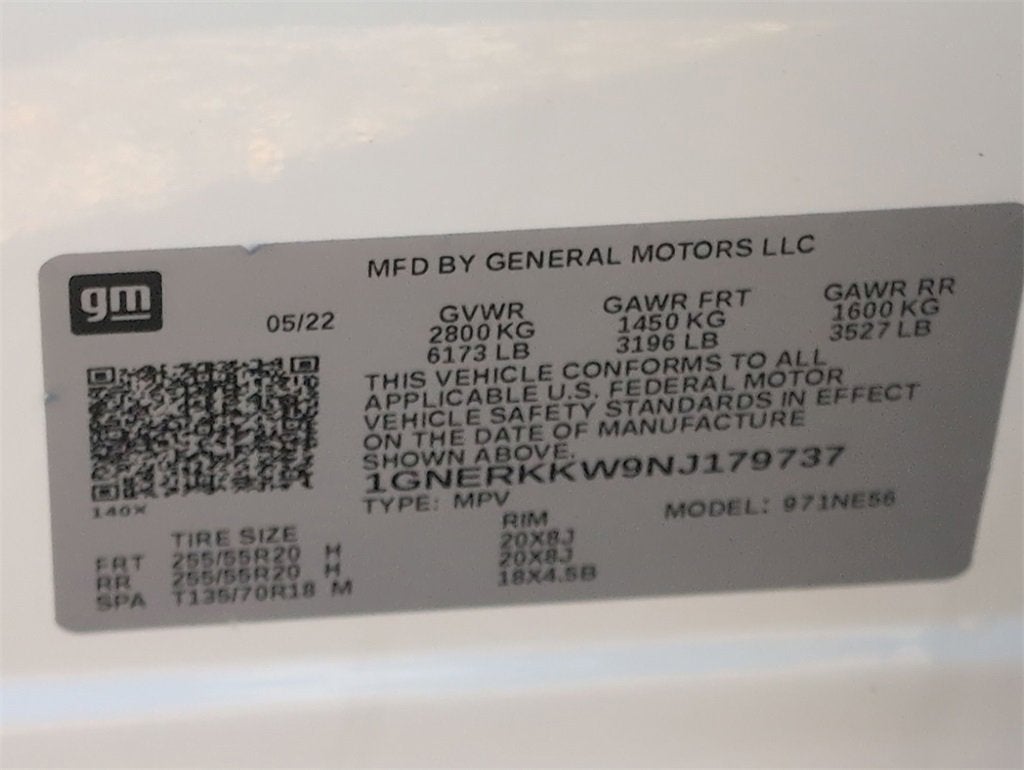 gm
MFD BY GENERAL MOTORS LLC
05/22
GVWR GAWR FRT GAWR RR
2800 KG 1450 KG 1600 KG
6173 LB 3196 LB 3527 LB
THIS VEHICLE CONFORMS TO ALL
APPLICABLE U.S. FEDERAL MOTOR
VEHICLE SAFETY STANDARDS IN EFFECT
ON THE DATE OF MANUFACTURE
SHOWN ABOVE.
1GNERKKW9NJ179737
140X
TYPE: MPV MODEL: 971NE56
TIRE SIZE RIM
FRT 255/55R20 H 20X8J
RR 255/55R20 H 20X8J
SPA T135/70R18 M 18X4.5B